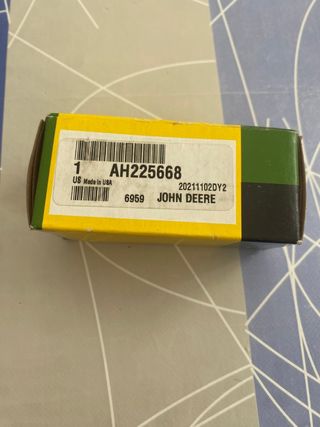 1 AH225668
US Made in USA
20211102DY2
6959 JOHN DEERE